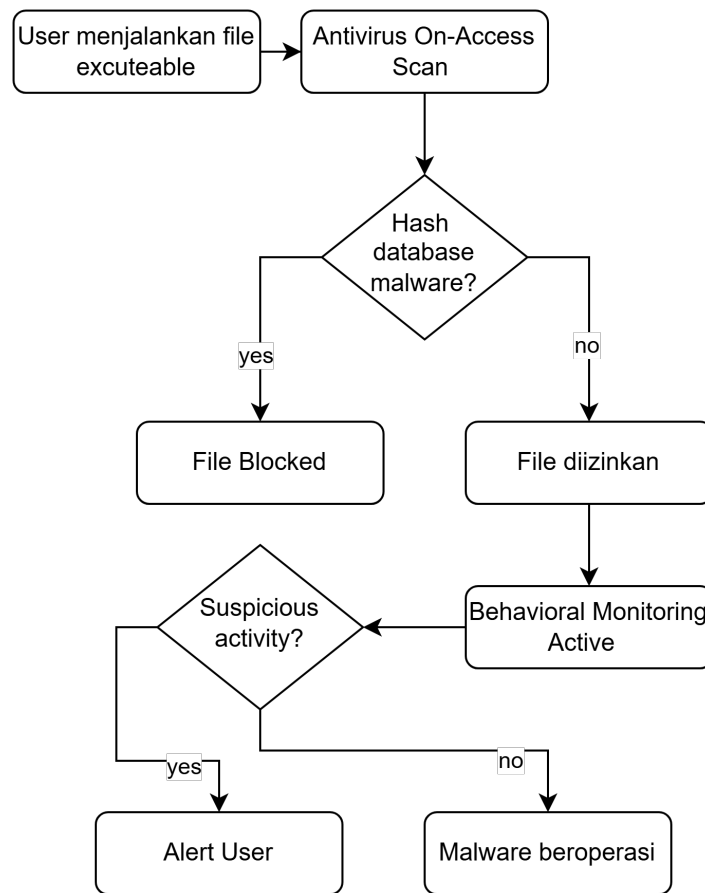 User menjalankan file
excuteable
Antivirus On-Access
Scan
Hash
database
malware?
yes
no
File Blocked
File diizinkan
Suspicious
activity?
Behavioral Monitoring
Active
yes
no
Alert User
Malware beroperasi